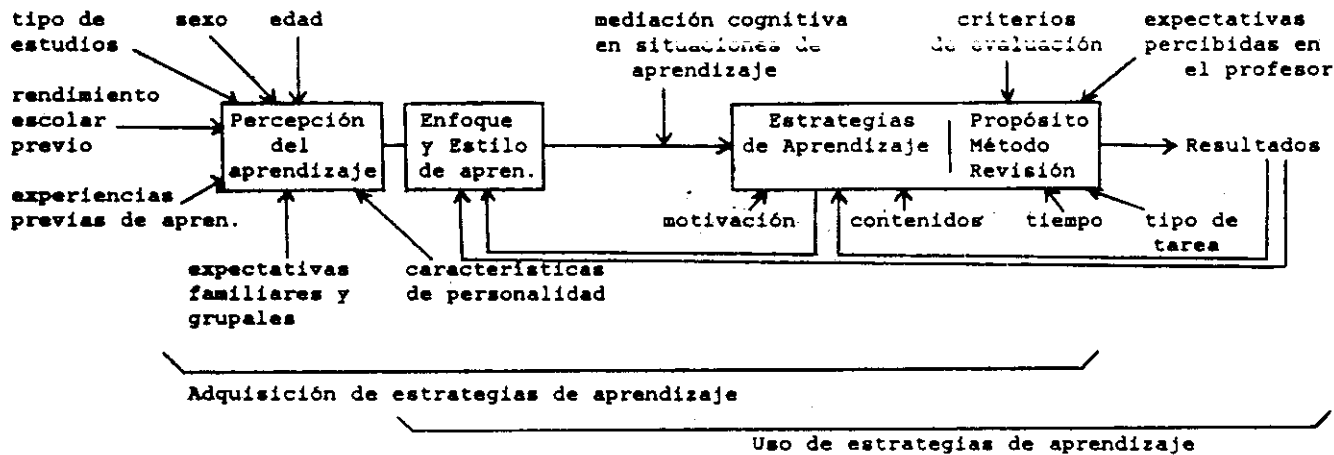 tipo de
estudios
sexo
edad
mediación cognitiva
en situaciones de
aprendizaje
criterios
de evaluación
expectativas
percibidas en
el profesor
rendimiento
escolar
previo
Percepción
del
aprendizaje
Enfoque
y Estilo
de apren.
Estrategias
de Aprendizaje
Propósito
Método
Revisión
Resultados
experiencias
previas de apren.
motivación
contenidos
tiempo
tipo de
tarea
expectativas
familiares y
grupales
características
de personalidad
Adquisición de estrategias de aprendizaje
Uso de estrategias de aprendizaje